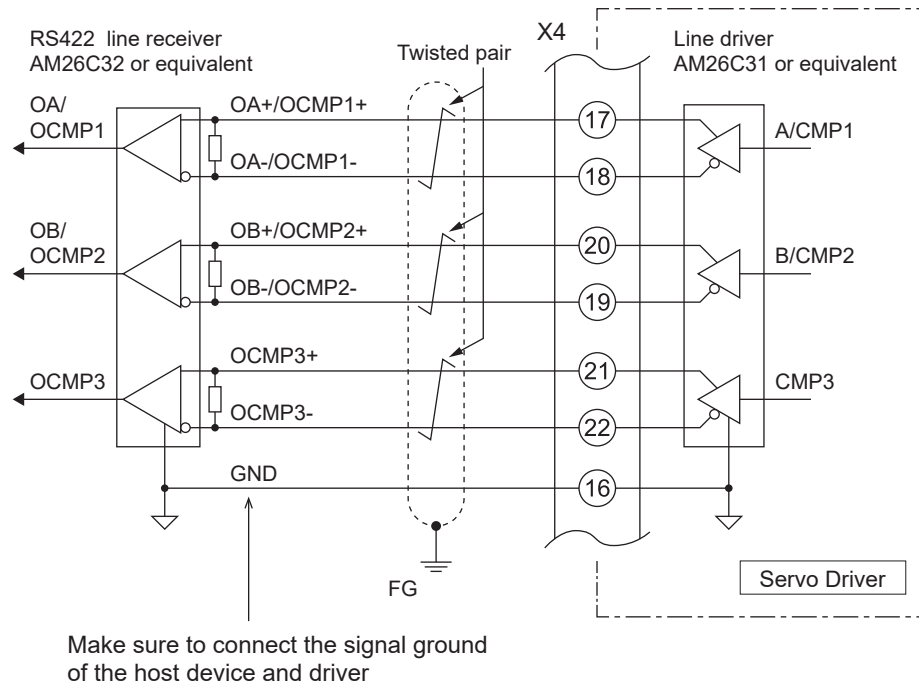 X4
RS422 line receiver
AM26C32 or equivalent
Twisted pair
Line driver
AM26C31 or equivalent
OA/
OCMP1
OA+/OCMP1+
17
A/CMP1
OA-/OCMP1-
18
OB/
OCMP2
OB+/OCMP2+
20
B/CMP2
OB-/OCMP2-
19
OCMP3
OCMP3+
21
CMP3
OCMP3-
22
GND
16
FG
Servo Driver
Make sure to connect the signal ground
of the host device and driver